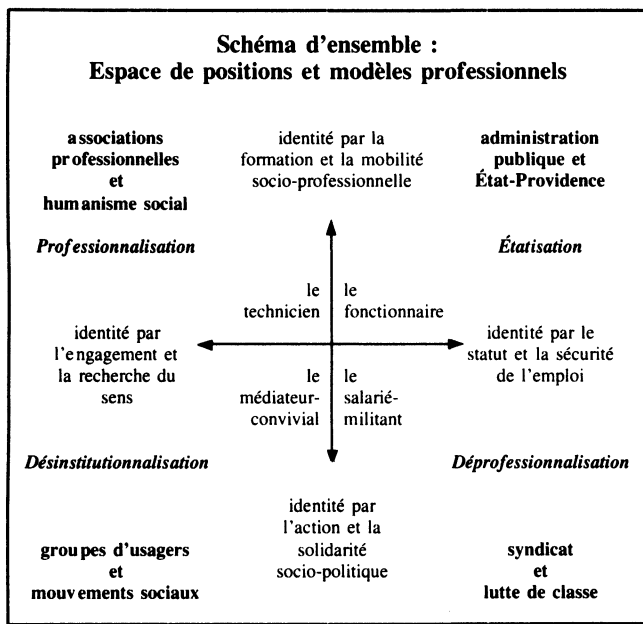 Schéma d'ensemble :
Espace de positions et modèles professionnels
associations
professionnelles
et
humanisme social
identité par la
formation et la mobilité
socio-professionnelle
administration
publique et
État-Providence
Professionnalisation
Étatisation
le
technicien
le
fonctionnaire
identité par
l'engagement et
la recherche du
sens
identité par le
statut et la sécurité
de l'emploi
le
médiateur-
convivial
le
salarié-
militant
Désinstitutionnalisation
Déprofessionnalisation
identité par
l'action et la
solidarité
socio-politique
groupes d'usagers
et
mouvements sociaux
syndicat
et
lutte de classe